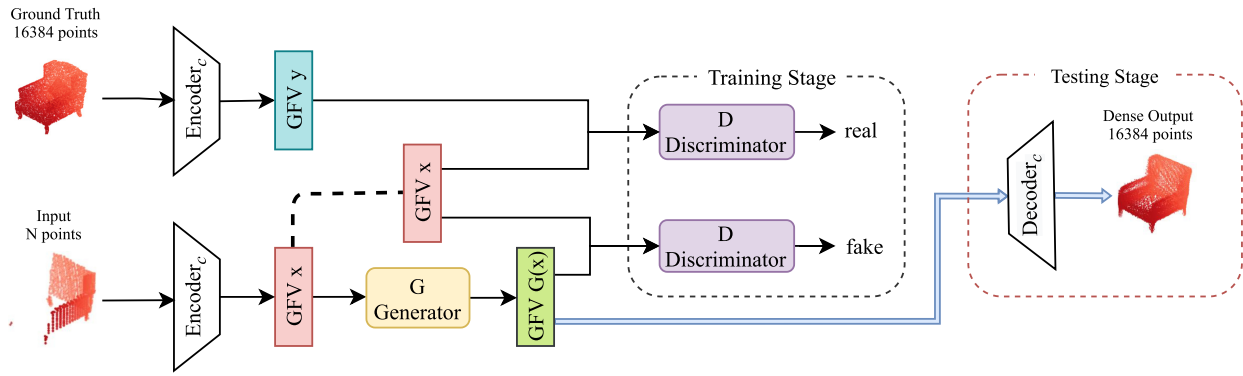 Ground Truth
16384 points
Encoder_c
GFV y
Training Stage
D
Discriminator
real
Testing Stage
Dense Output
16384 points
Decoder_c
GFV x
Input
N points
Encoder_c
GFV x
G
Generator
GFV G(x)
D
Discriminator
fake